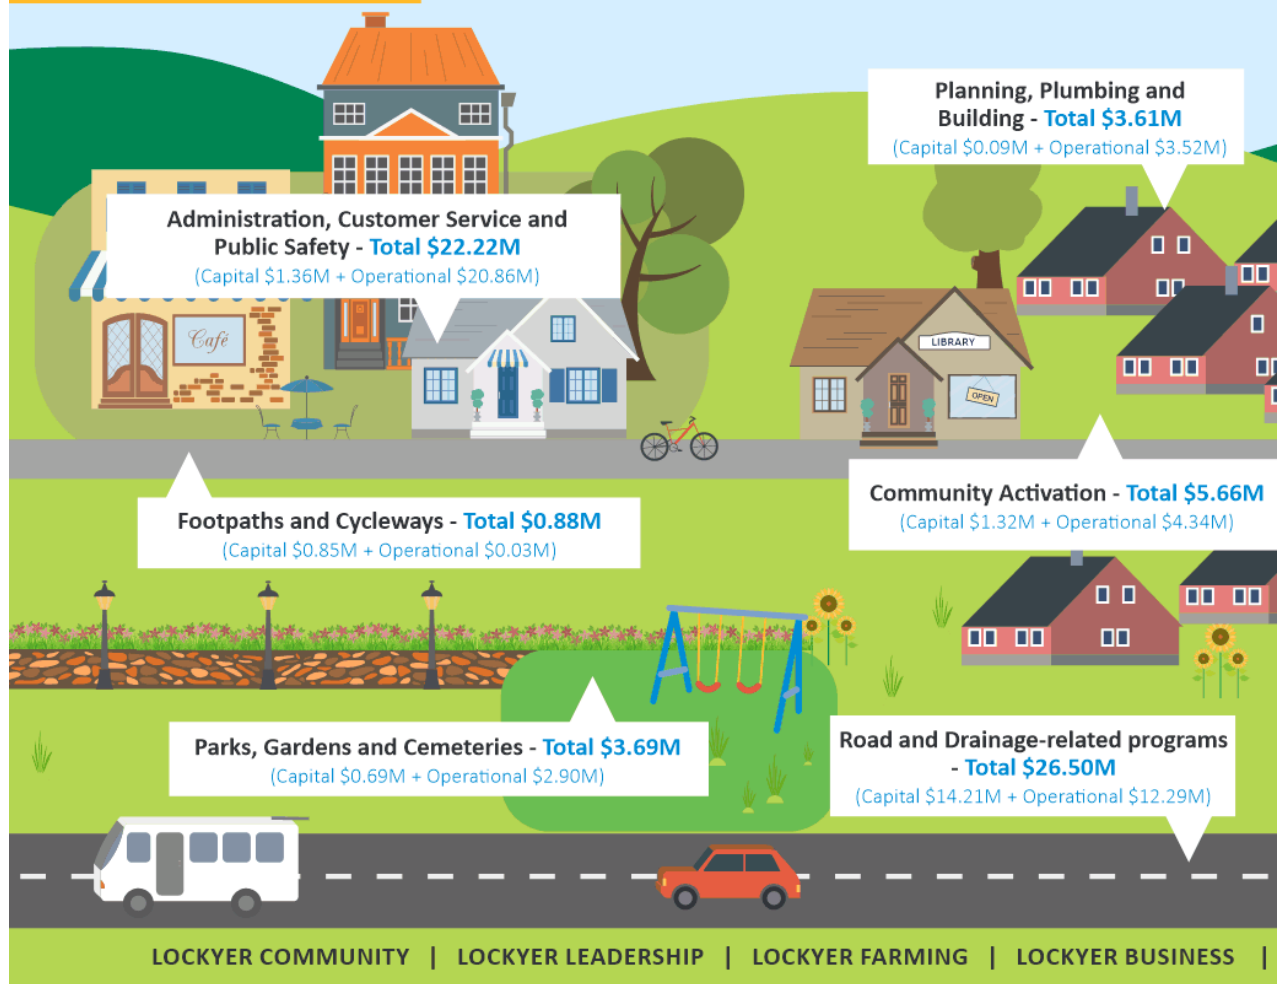 Planning, Plumbing and
Building - Total $3.61M
(Capital $0.09M + Operational $3.52M)
Administration, Customer Service and
Public Safety - Total $22.22M
(Capital $1.36M + Operational $20.86M)
Café
LIBRARY
OPEN
Community Activation - Total $5.66M
(Capital $1.32M + Operational $4.34M)
Footpaths and Cycleways - Total $0.88M
(Capital $0.85M + Operational $0.03M)
Parks, Gardens and Cemeteries - Total $3.69M
(Capital $0.69M + Operational $2.90M)
Road and Drainage-related programs
- Total $26.50M
(Capital $14.21M + Operational $12.29M)
LOCKYER COMMUNITY | LOCKYER LEADERSHIP | LOCKYER FARMING | LOCKYER BUSINESS |